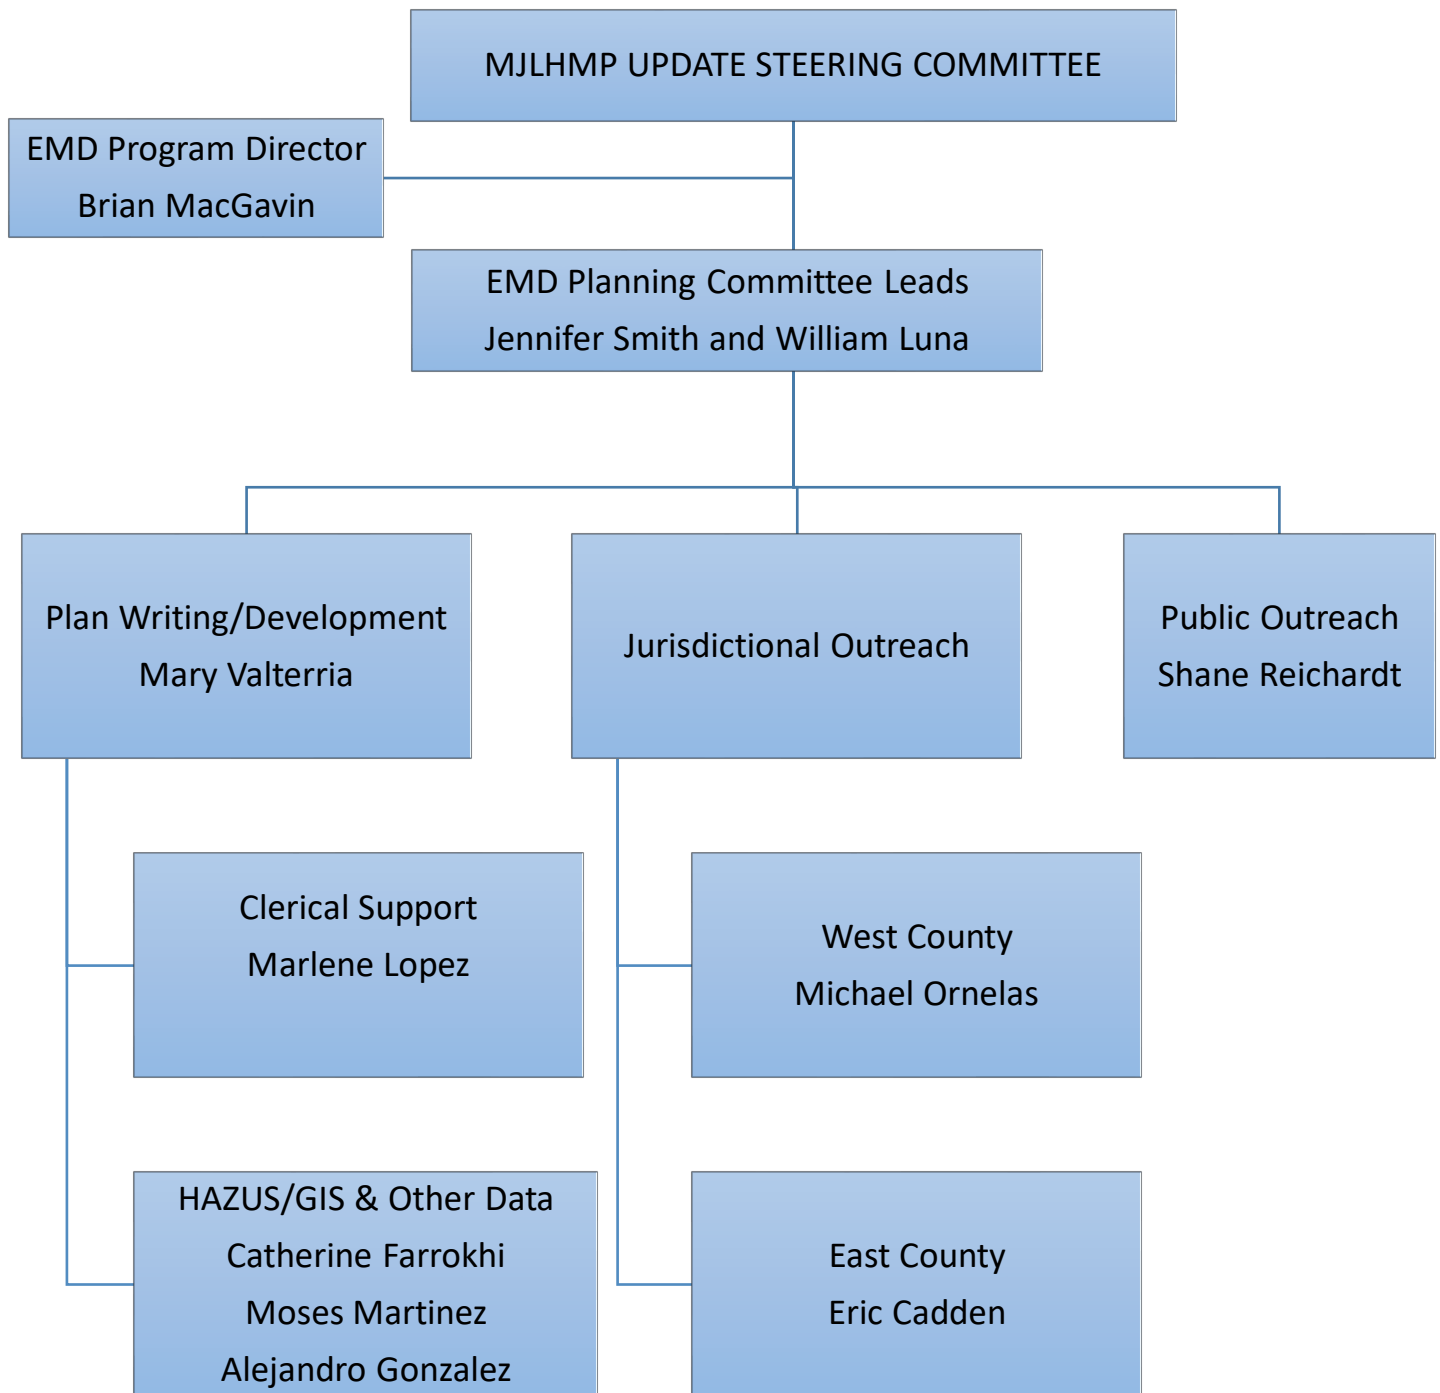 MJLHMP UPDATE STEERING COMMITTEE
EMD Program Director
Brian MacGavin
EMD Planning Committee Leads
Jennifer Smith and William Luna
Plan Writing/Development
Mary Valterria
Jurisdictional Outreach
Public Outreach
Shane Reichardt
Clerical Support
Marlene Lopez
West County
Michael Ornelas
HAZUS/GIS & Other Data
Catherine Farrokhi
Moses Martinez
Alejandro Gonzalez
East County
Eric Cadden